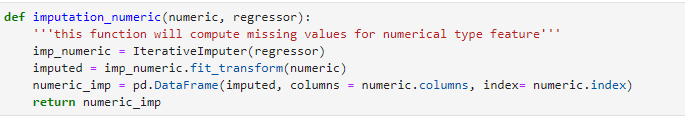 def imputation_numeric(numeric, regressor):
    '''this function will compute missing values for numerical type feature'''
    imp_numeric = IterativeImputer(regressor)
    imputed = imp_numeric.fit_transform(numeric)
    numeric_imp = pd.DataFrame(imputed, columns = numeric.columns, index= numeric.index)
    return numeric_imp